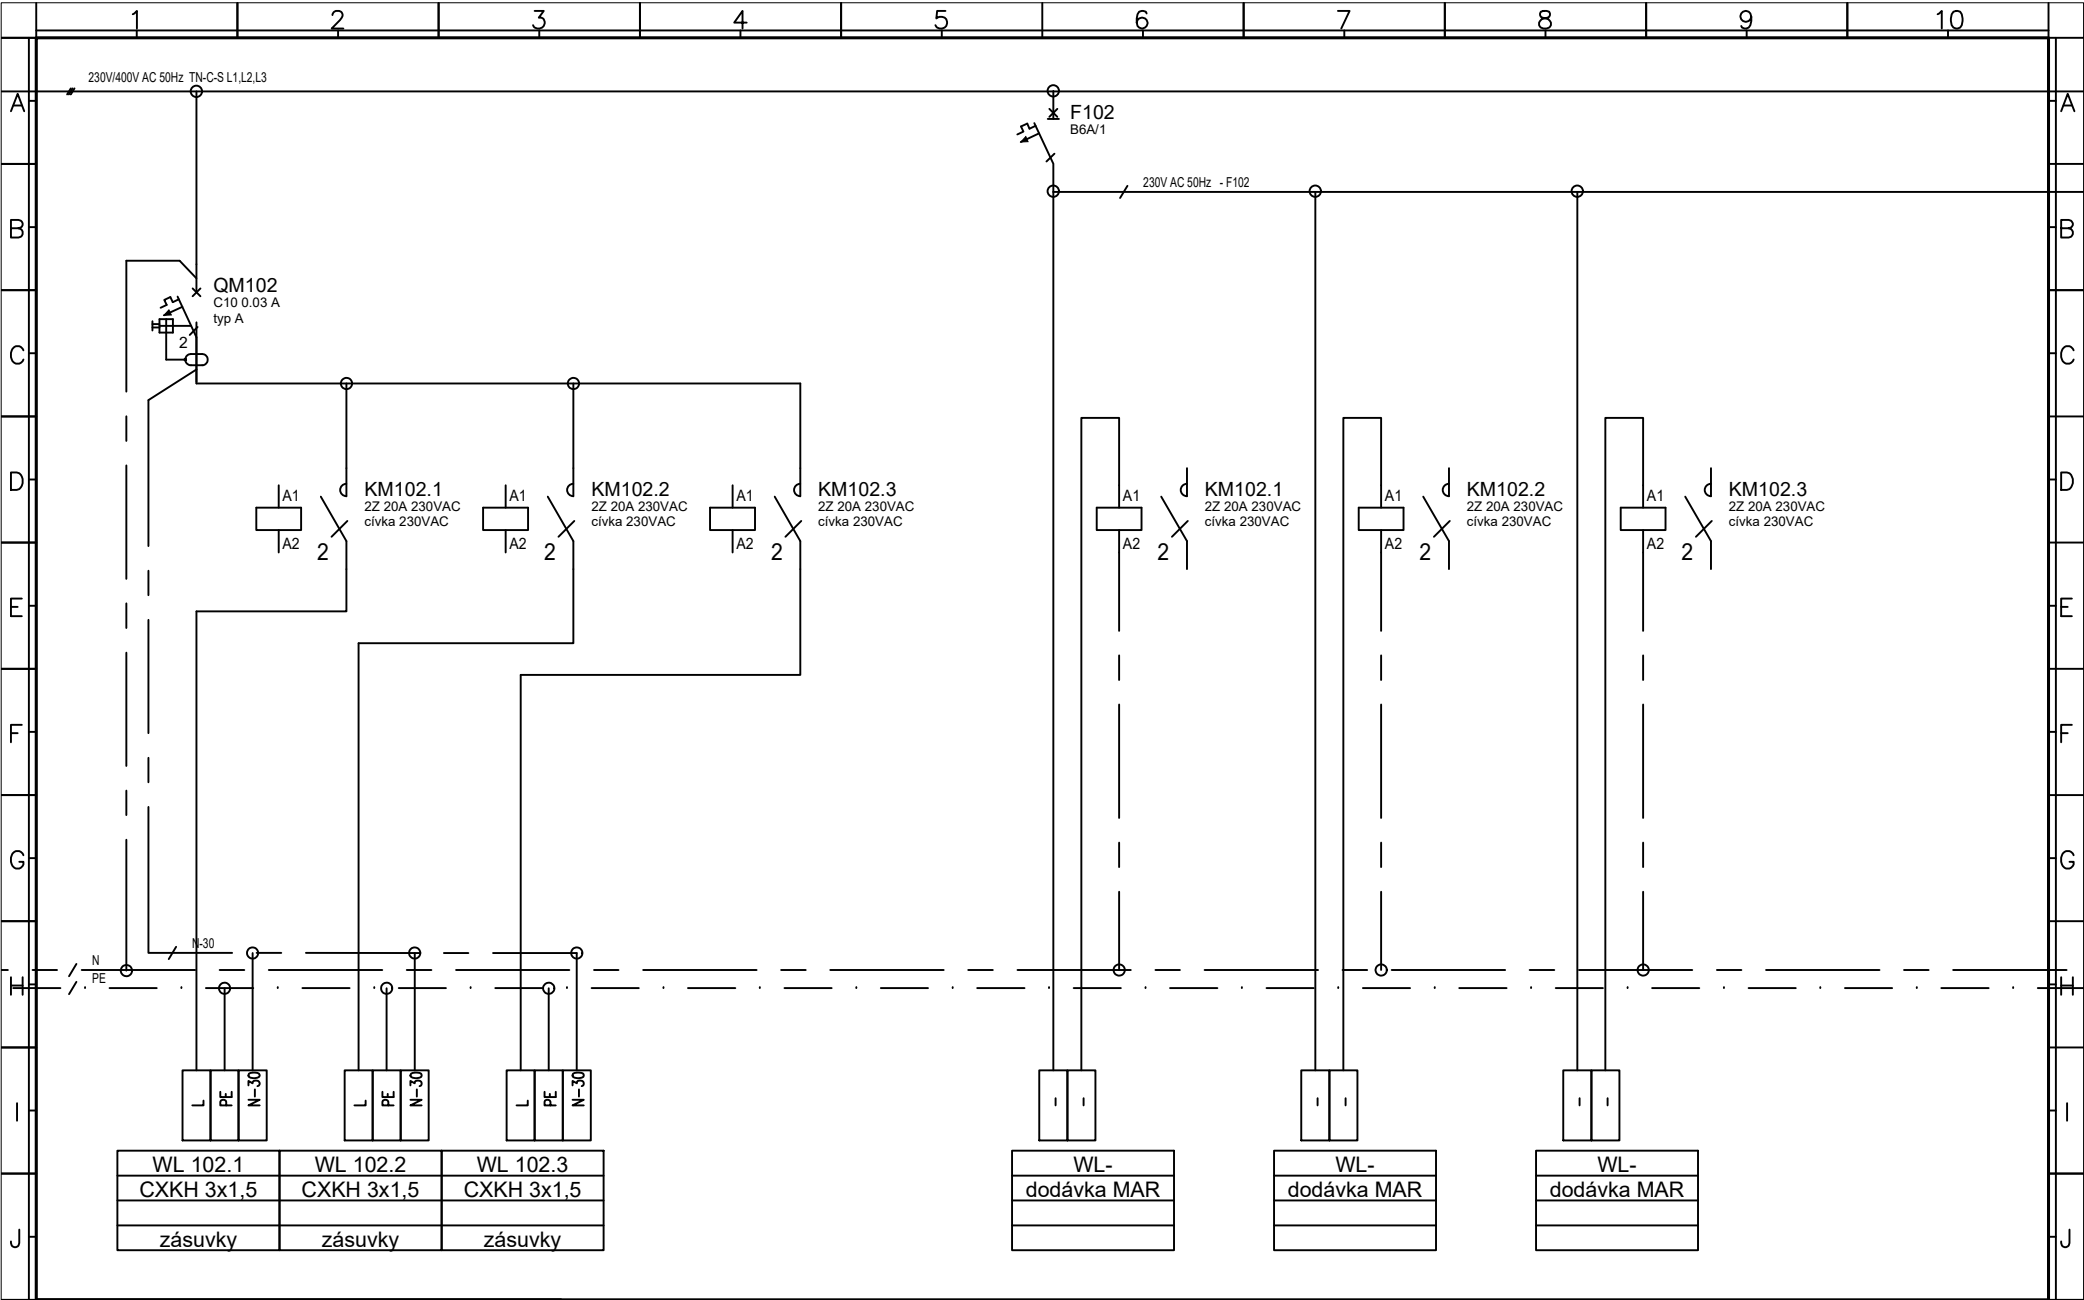 1 2 3 4 5 6 7 8 9 10
230V/400V AC 50Hz TN-C-S L1,L2,L3
A A
F102
B6A/1
230V AC 50Hz - F102
B B
QM102
C10 0.03 A
typ A
2
C C
D D
A1 KM102.1 A1 KM102.2 A1 KM102.3 A1 KM102.1 A1 KM102.2 A1 KM102.3
2Z 20A 230VAC 2Z 20A 230VAC 2Z 20A 230VAC 2Z 20A 230VAC 2Z 20A 230VAC 2Z 20A 230VAC
cívka 230VAC cívka 230VAC cívka 230VAC cívka 230VAC cívka 230VAC cívka 230VAC
A2 2 A2 2 A2 2 A2 2 A2 2 A2 2
E E
F F
G G
N-30
N
PE
H H
L PE N-30 L PE N-30 L PE N-30 - - - - - -
I I
WL 102.1 WL 102.2 WL 102.3 WL- WL- WL-
CXKH 3x1,5 CXKH 3x1,5 CXKH 3x1,5 dodávka MAR dodávka MAR dodávka MAR
J J
zásuvky zásuvky zásuvky